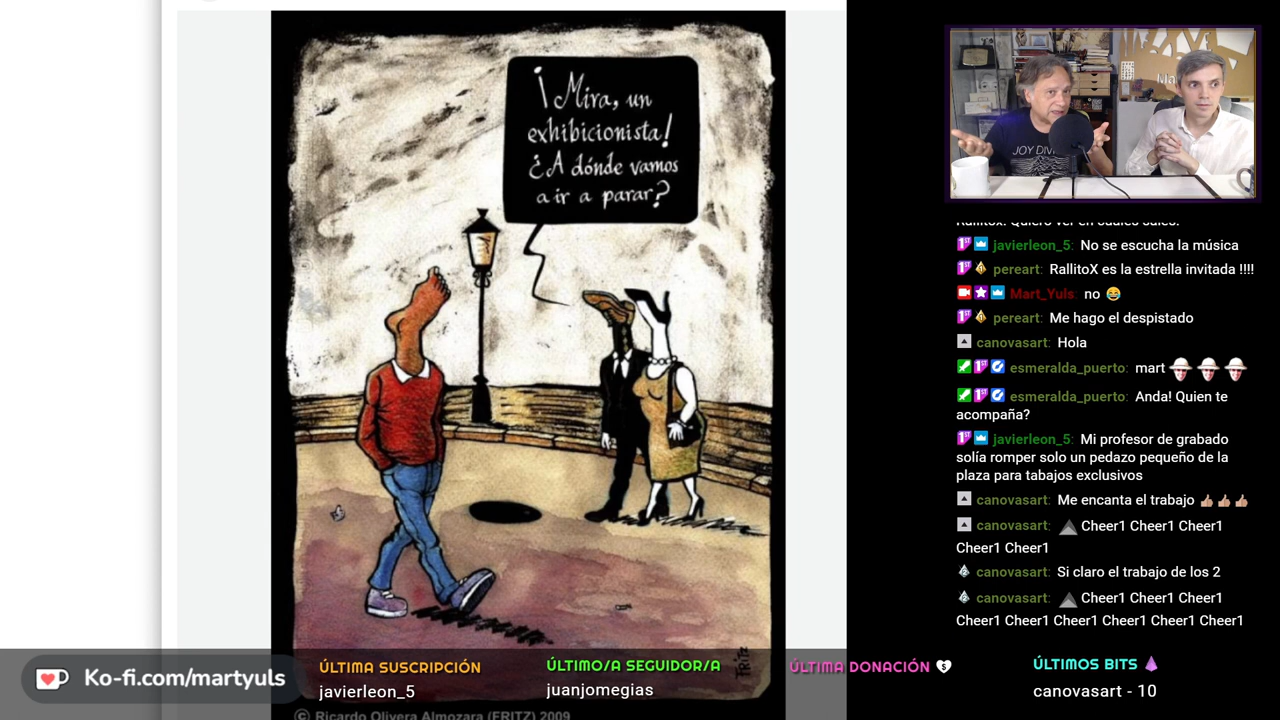 ¡Mira, un
exhibicionista!
¿A dónde vamos
a ir a parar?
FRITZ
© Ricardo Olivera Almozara (FRITZ) 2009
JOY DIV
javierleon_5: No se escucha la música
pereart: RallitoX es la estrella invitada !!!!
Mart_Yuls: no 😂
pereart: Me hago el despistado
canovasart: Hola
esmeralda_puerto: mart
esmeralda_puerto: Anda! Quien te
acompaña?
javierleon_5: Mi profesor de grabado
solía romper solo un pedazo pequeño de la
plaza para tabajos exclusivos
canovasart: Me encanta el trabajo 👍🏼👍🏼👍🏼
canovasart: Cheer1 Cheer1 Cheer1
Cheer1 Cheer1
canovasart: Si claro el trabajo de los 2
canovasart: Cheer1 Cheer1 Cheer1
Cheer1 Cheer1 Cheer1 Cheer1 Cheer1 Cheer1
Ko-fi.com/martyuls
ÚLTIMA SUSCRIPCIÓN
javierleon_5
ÚLTIMO/A SEGUIDOR/A
juanjomegias
ÚLTIMA DONACIÓN
ÚLTIMOS BITS
canovasart - 10